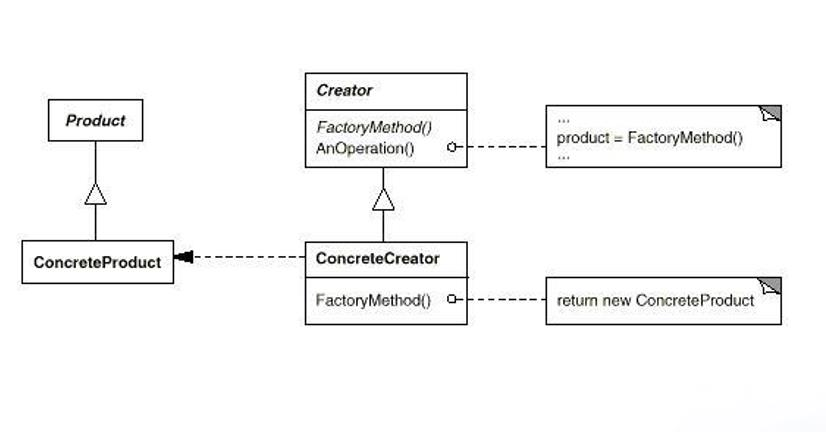 Product
ConcreteProduct
Creator
FactoryMethod()
AnOperation()
...
product = FactoryMethod()
...
ConcreteCreator
FactoryMethod()
return new ConcreteProduct